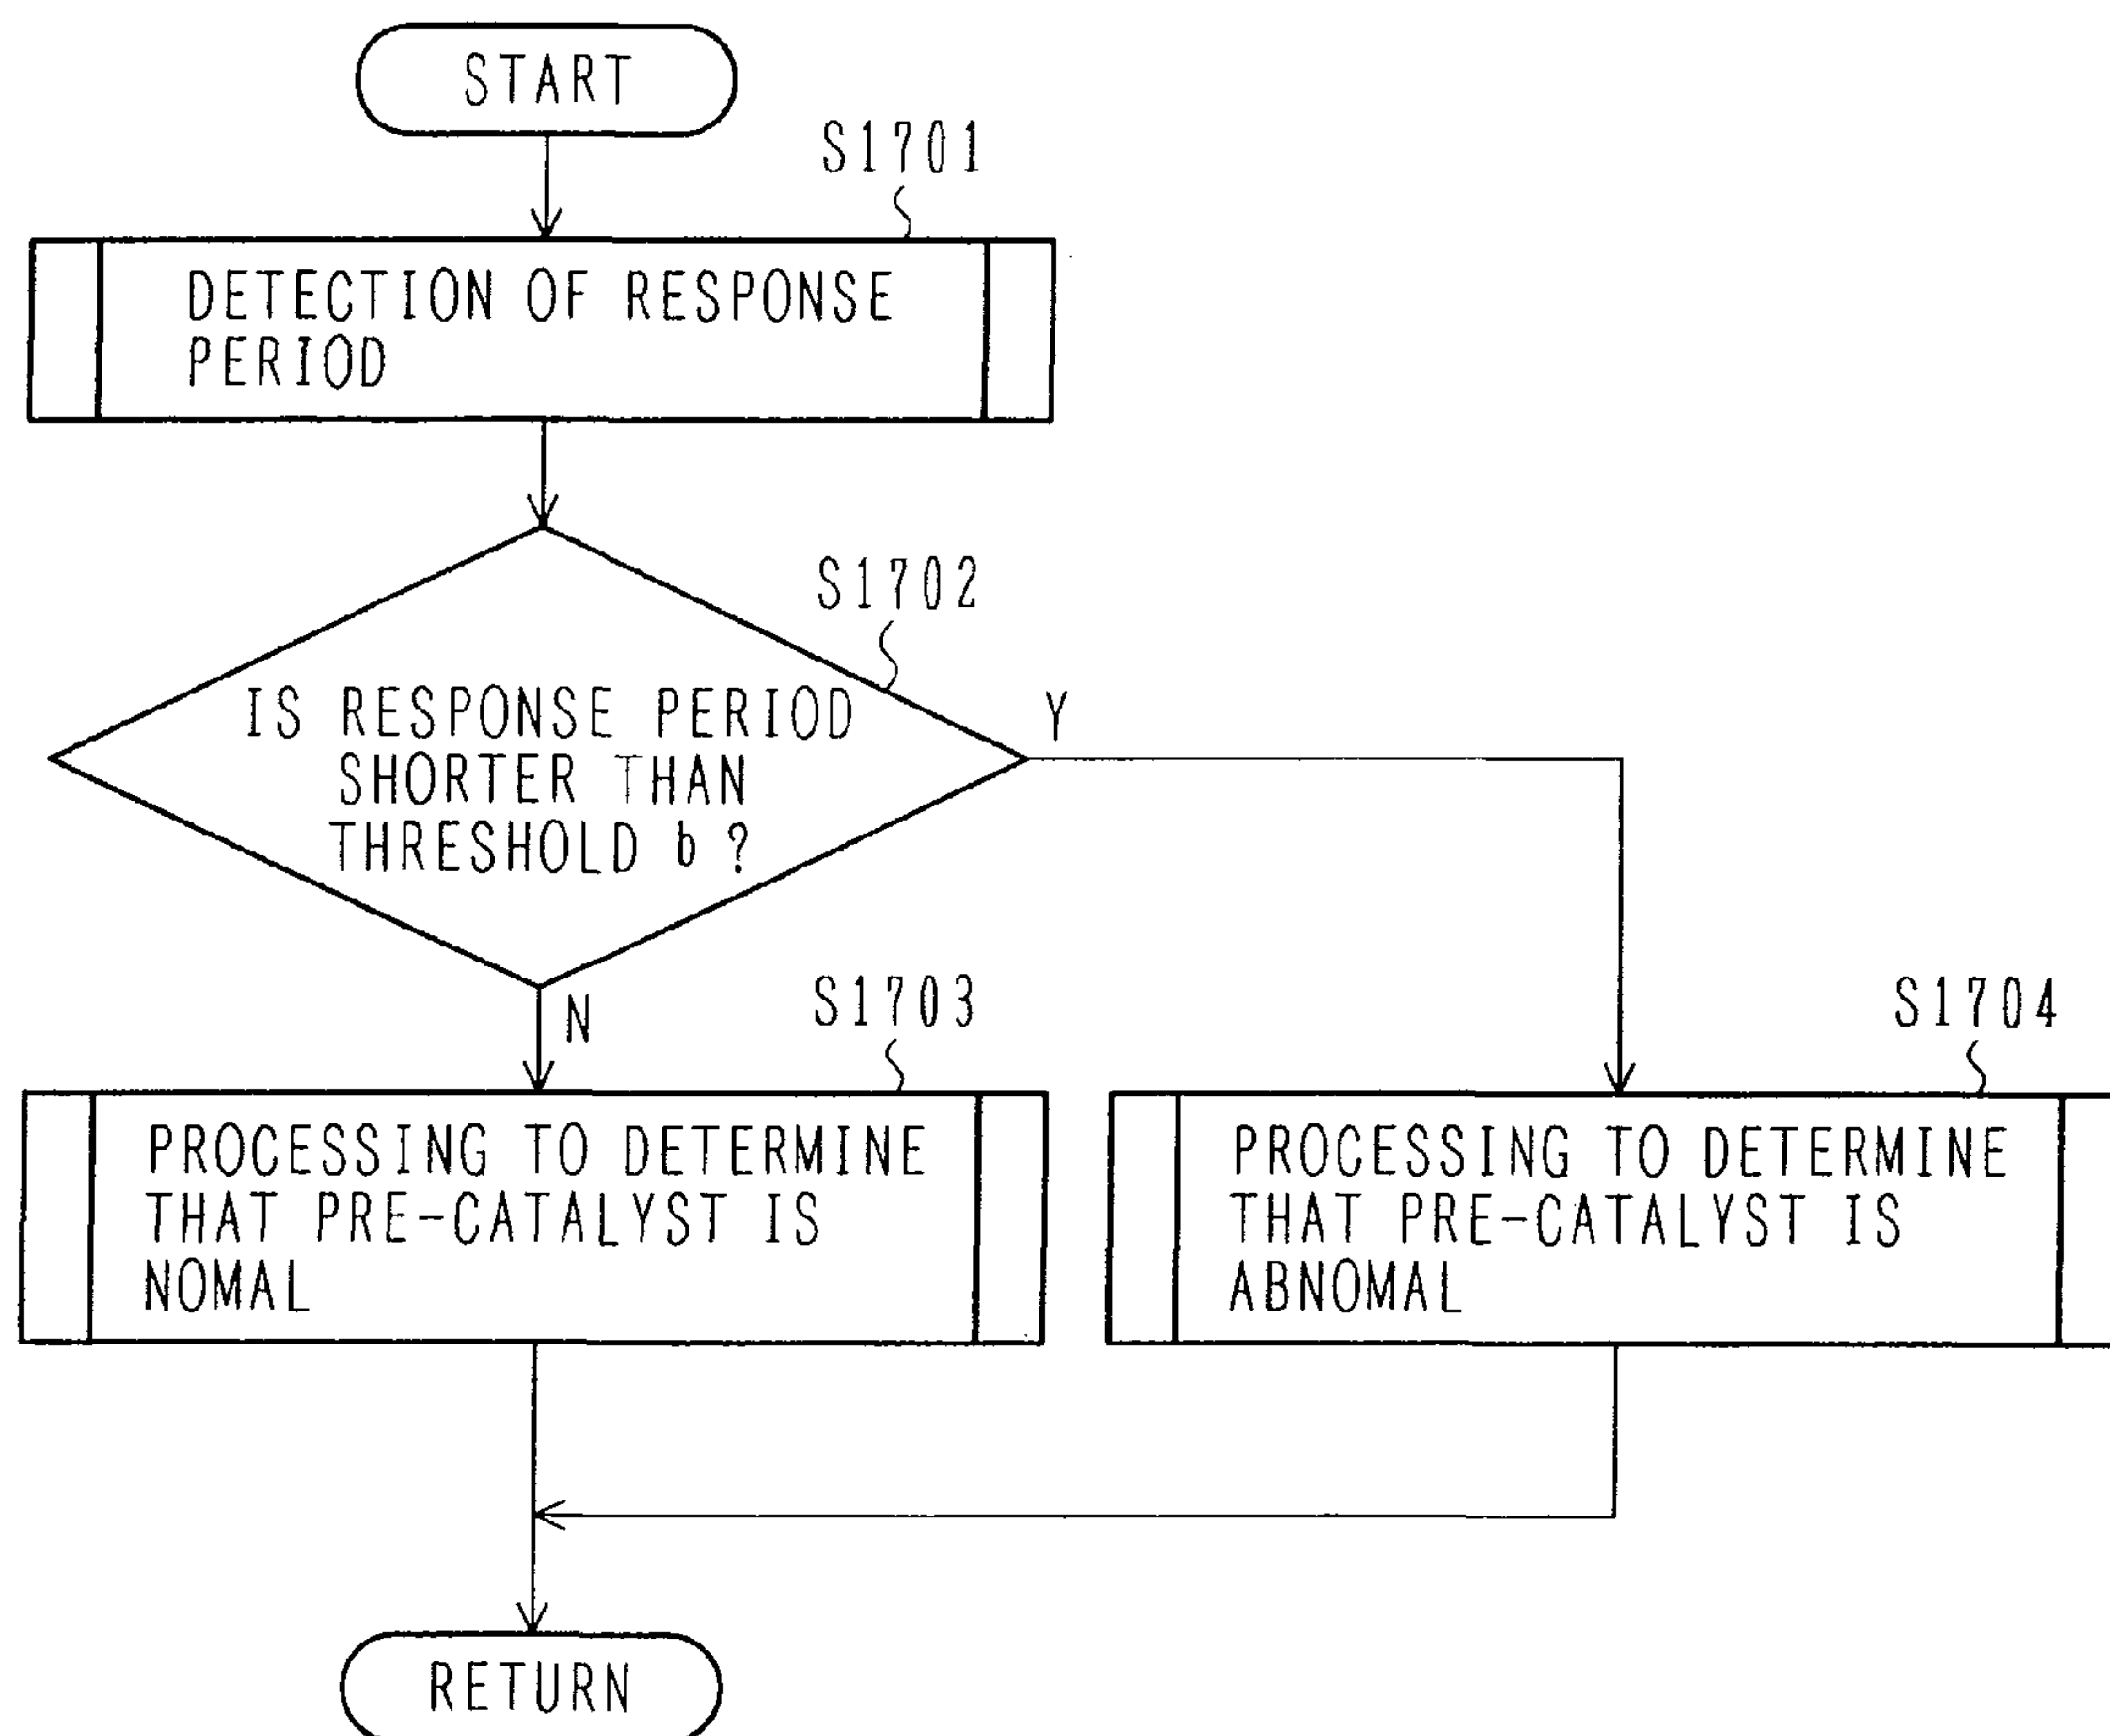 START
S1701
DETECTION OF RESPONSE
PERIOD
S1702
IS RESPONSE PERIOD
SHORTER THAN
THRESHOLD b ?
Y
N
S1703
PROCESSING TO DETERMINE
THAT PRE-CATALYST IS
NOMAL
S1704
PROCESSING TO DETERMINE
THAT PRE-CATALYST IS
ABNOMAL
RETURN